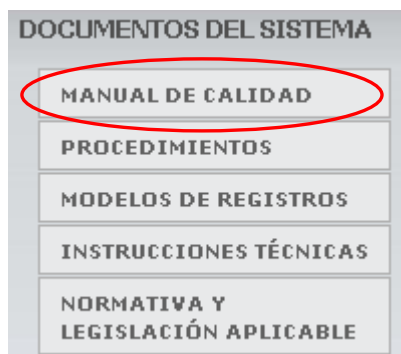 DOCUMENTOS DEL SISTEMA
MANUAL DE CALIDAD
PROCEDIMIENTOS
MODELOS DE REGISTROS
INSTRUCCIONES TÉCNICAS
NORMATIVA Y
LEGISLACIÓN APLICABLE